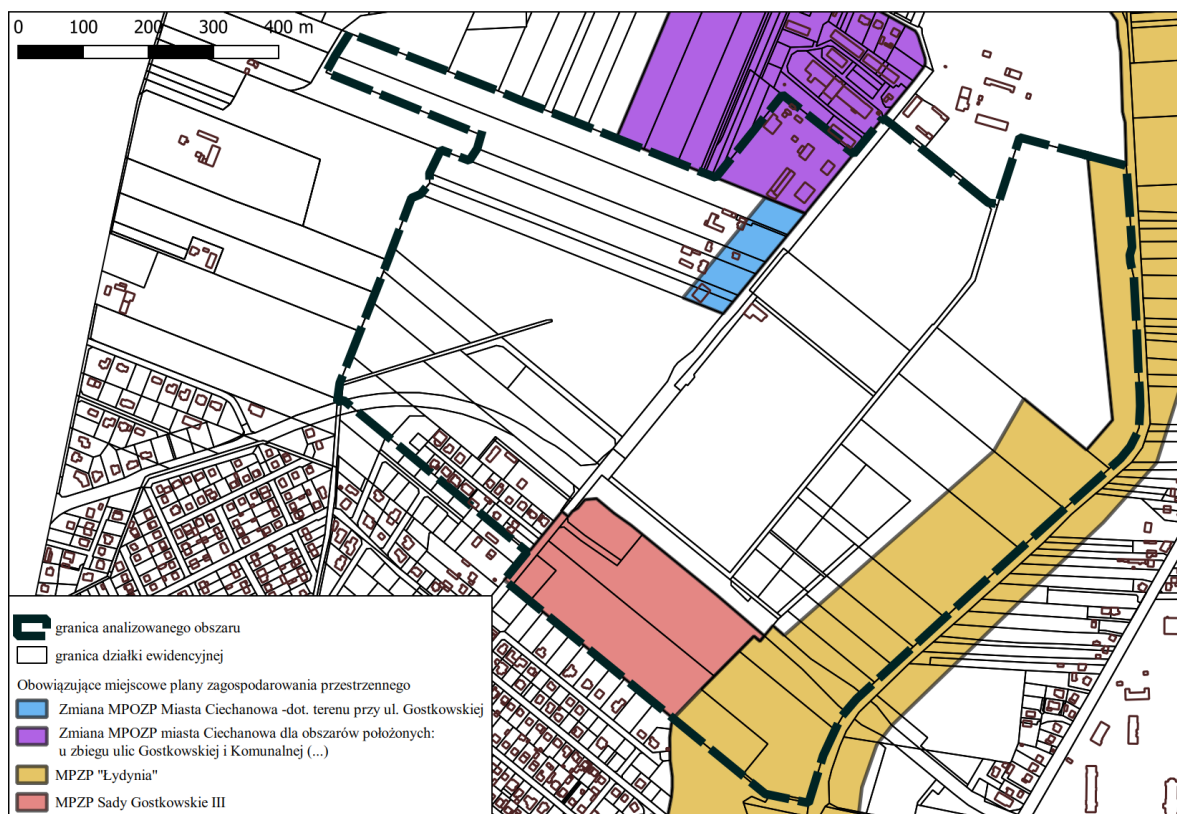 0 100 200 300 400 m
granica analizowanego obszaru
granica działki ewidencyjnej
Obowiązujące miejscowe plany zagospodarowania przestrzennego
Zmiana MPOZP Miasta Ciechanowa -dot. terenu przy ul. Gostkowskiej
Zmiana MPOZP miasta Ciechanowa dla obszarów położonych:
u zbiegu ulic Gostkowskiej i Komunalnej (...)
MPZP "Łydynia"
MPZP Sady Gostkowskie III